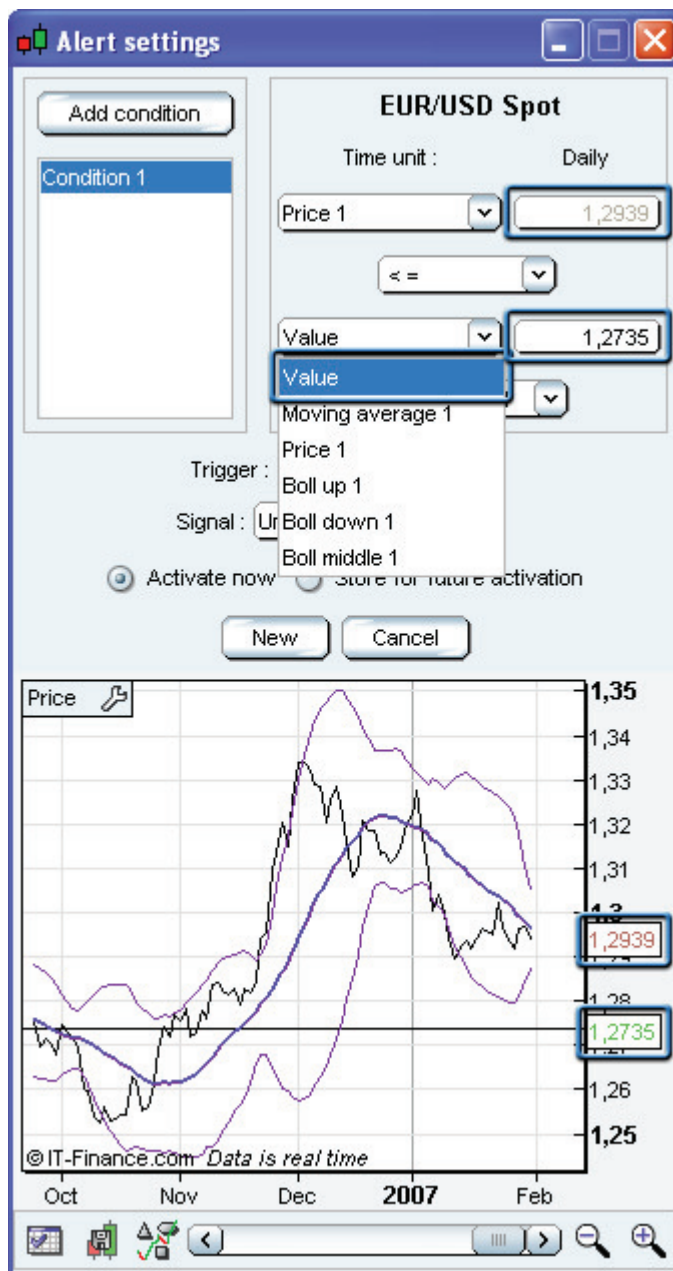 Alert settings
Add condition
Condition 1
EUR/USD Spot
Time unit : Daily
Price 1 1,2939
< =
Value 1,2735
Value
Moving average 1
Price 1
Boll up 1
Boll down 1
Boll middle 1
Trigger :
Signal :
Activate now Store for future activation
New Cancel
Price
1,35
1,34
1,33
1,32
1,31
1,3
1,2939
1,28
1,2735
1,26
1,25
© IT-Finance.com Data is real time
Oct Nov Dec 2007 Feb